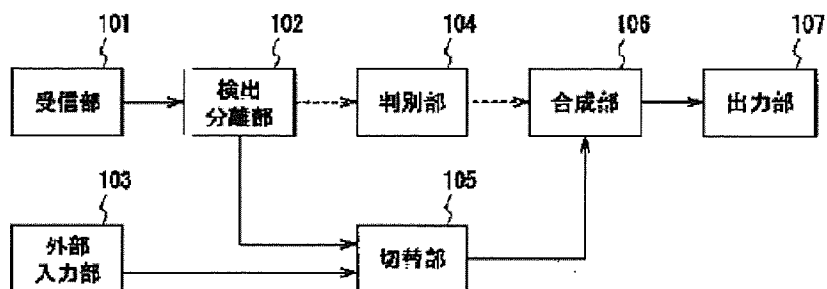 101
102
104
106
107
受信部
検出
分離部
判別部
合成部
出力部
103
105
外部
入力部
切替部